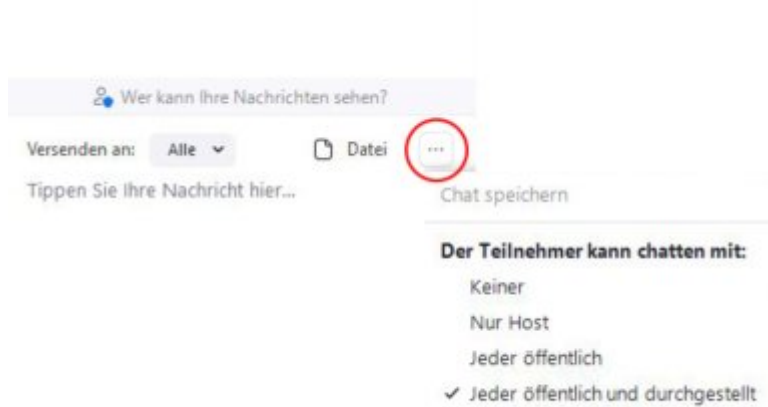 Wer kann Ihre Nachrichten sehen?
Versenden an: Alle Datei ...
Tippen Sie Ihre Nachricht hier...
Chat speichern
Der Teilnehmer kann chatten mit:
Keiner
Nur Host
Jeder öffentlich
✓ Jeder öffentlich und durchgestellt